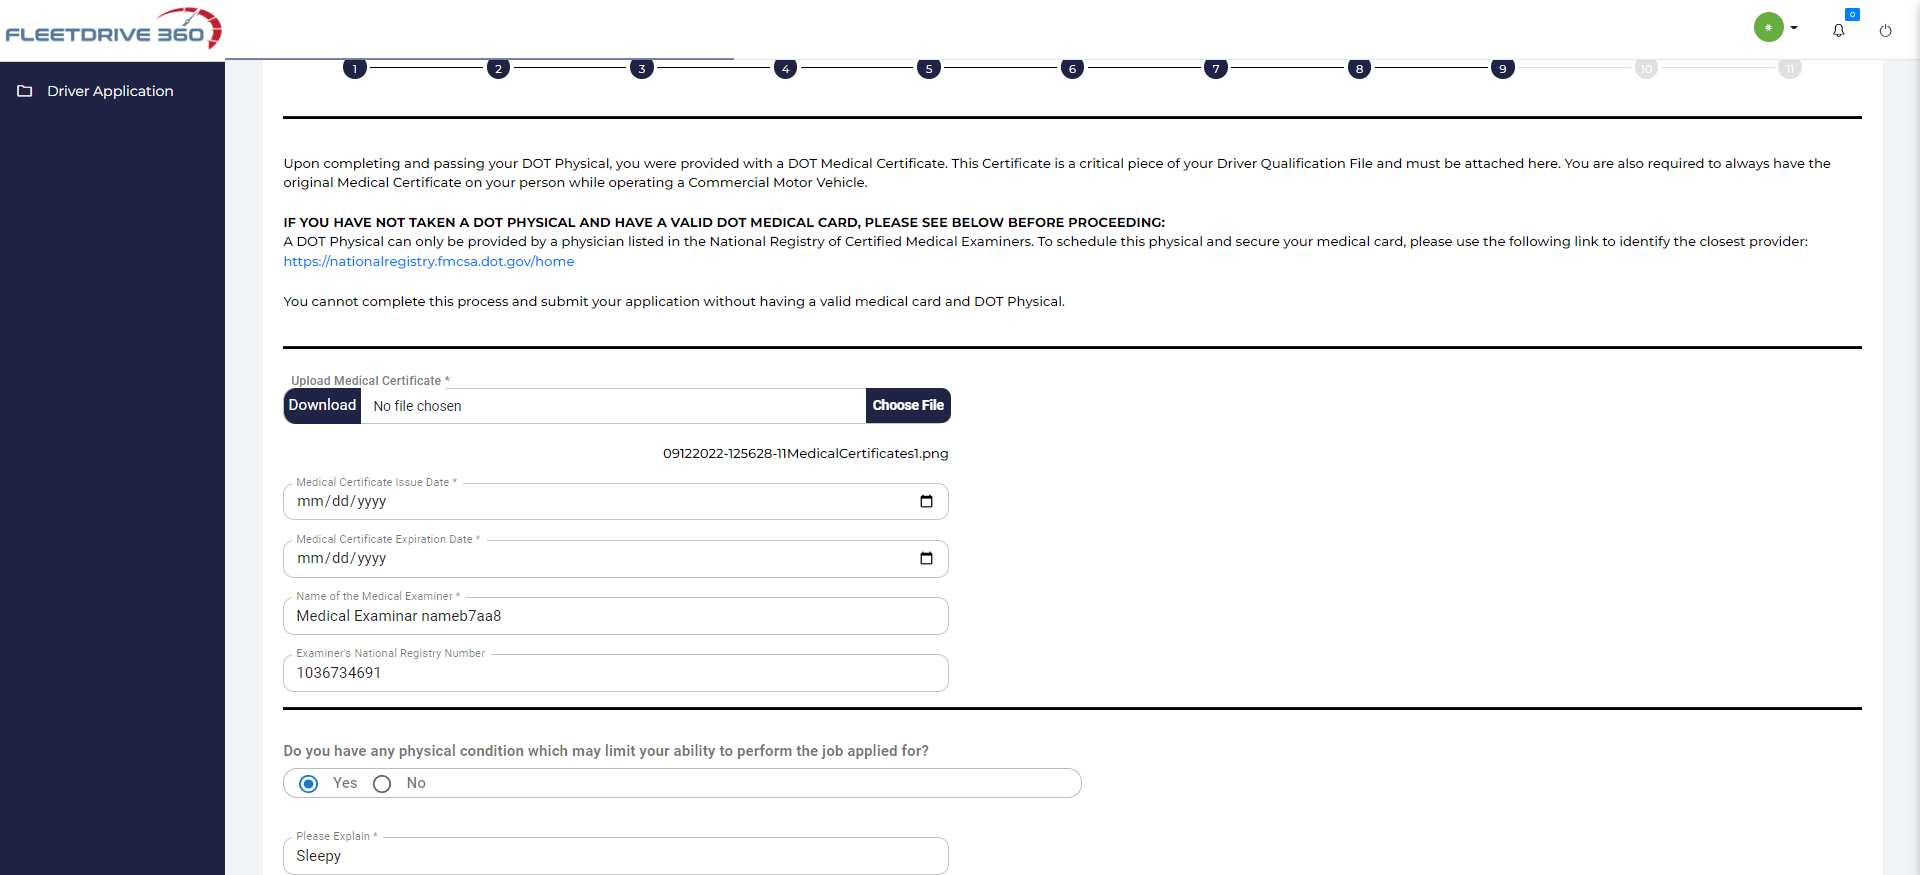 FLEETDRIVE 360
0
Driver Application
1 2 3 4 5 6 7 8 9 10 11
Upon completing and passing your DOT Physical, you were provided with a DOT Medical Certificate. This Certificate is a critical piece of your Driver Qualification File and must be attached here. You are also required to always have the
original Medical Certificate on your person while operating a Commercial Motor Vehicle.
IF YOU HAVE NOT TAKEN A DOT PHYSICAL AND HAVE A VALID DOT MEDICAL CARD, PLEASE SEE BELOW BEFORE PROCEEDING:
A DOT Physical can only be provided by a physician listed in the National Registry of Certified Medical Examiners. To schedule this physical and secure your medical card, please use the following link to identify the closest provider:
https://nationalregistry.fmcsa.dot.gov/home
You cannot complete this process and submit your application without having a valid medical card and DOT Physical.
Upload Medical Certificate *
Download No file chosen Choose File
09122022-125628-11MedicalCertificates1.png
Medical Certificate Issue Date *
mm/dd/yyyy
Medical Certificate Expiration Date *
mm/dd/yyyy
Name of the Medical Examiner *
Medical Examinar nameb7aa8
Examiner's National Registry Number
1036734691
Do you have any physical condition which may limit your ability to perform the job applied for?
Yes No
Please Explain *
Sleepy